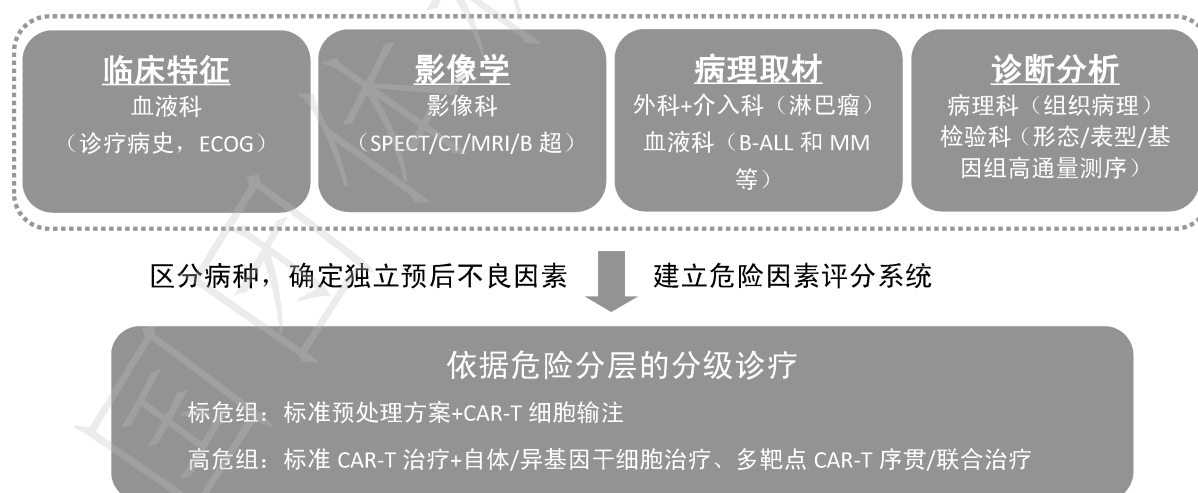 临床特征
血液科
（诊疗病史，ECOG）
影像学
影像科
（SPECT/CT/MRI/B 超）
病理取材
外科+介入科（淋巴瘤）
血液科（B-ALL 和 MM
等）
诊断分析
病理科（组织病理）
检验科（形态/表型/基
因组高通量测序）
区分病种，确定独立预后不良因素
建立危险因素评分系统
依据危险分层的分级诊疗
标危组：标准预处理方案+CAR-T 细胞输注
高危组：标准 CAR-T 治疗+自体/异基因干细胞治疗、多靶点 CAR-T 序贯/联合治疗